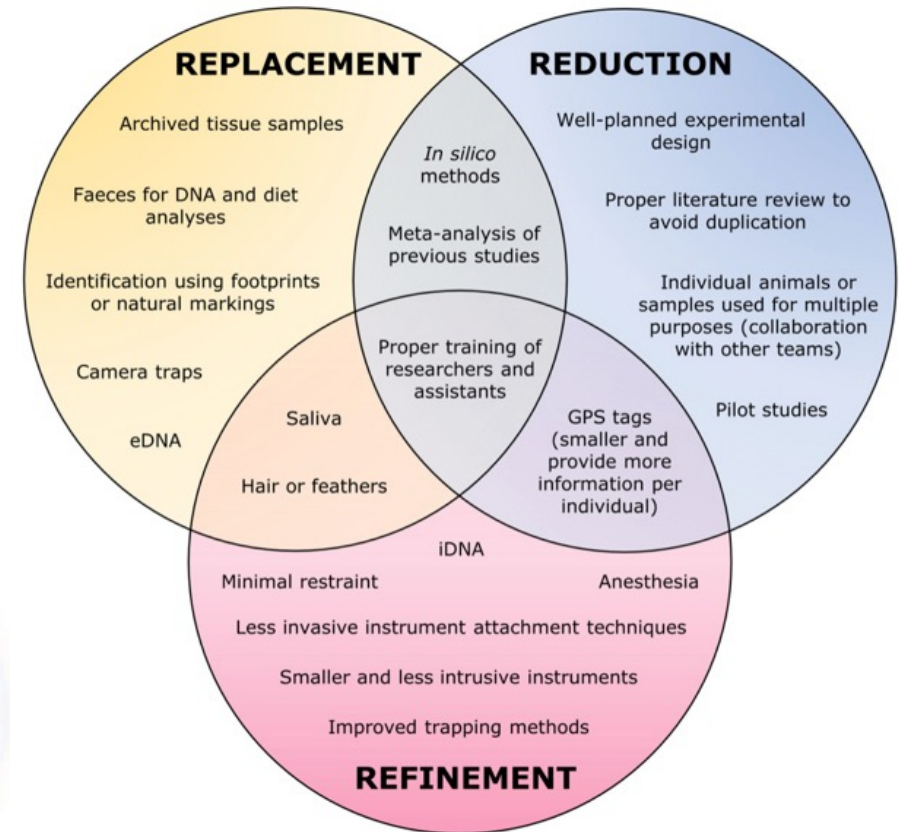 REPLACEMENT
Archived tissue samples
Faeces for DNA and diet
analyses
Identification using footprints
or natural markings
Camera traps
eDNA
In silico
methods
Meta-analysis of
previous studies
REDUCTION
Well-planned experimental
design
Proper literature review to
avoid duplication
Individual animals or
samples used for multiple
purposes (collaboration
with other teams)
Pilot studies
Proper training of
researchers and
assistants
Saliva
Hair or feathers
GPS tags
(smaller and
provide more
information per
individual)
iDNA
Minimal restraint
Anesthesia
Less invasive instrument attachment techniques
Smaller and less intrusive instruments
Improved trapping methods
REFINEMENT